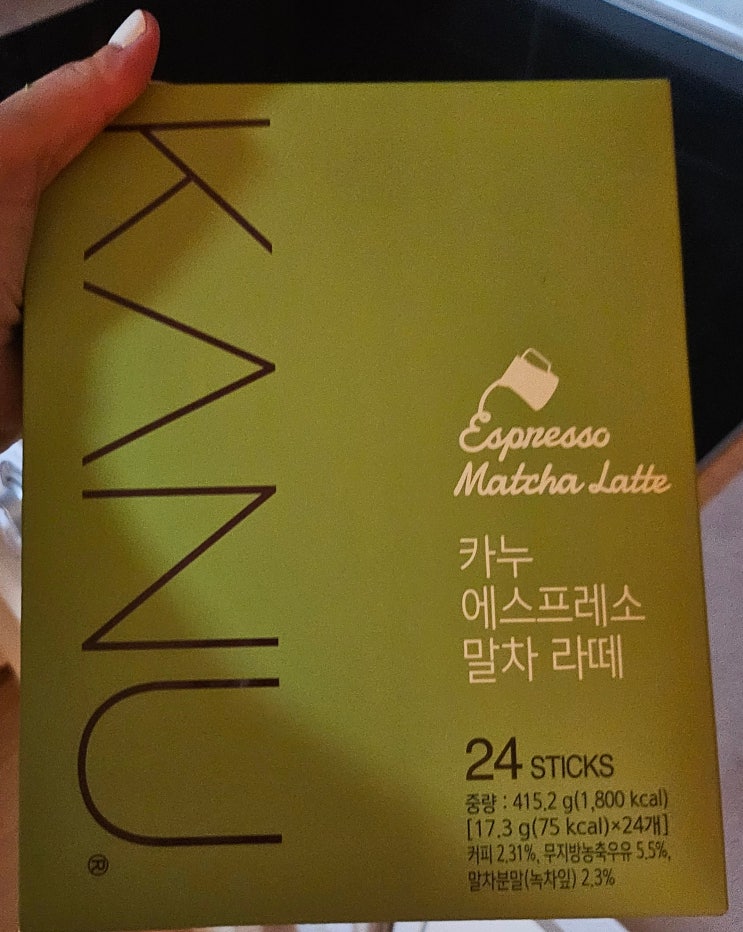 KANU
®
Espresso
Matcha Latte
카누
에스프레소
말차 라떼
24 STICKS
중량 : 415.2 g(1,800 kcal)
[17.3 g(75 kcal)×24개]
커피 2.31%, 무지방농축우유 5.5%,
말차분말(녹차잎) 2.3%